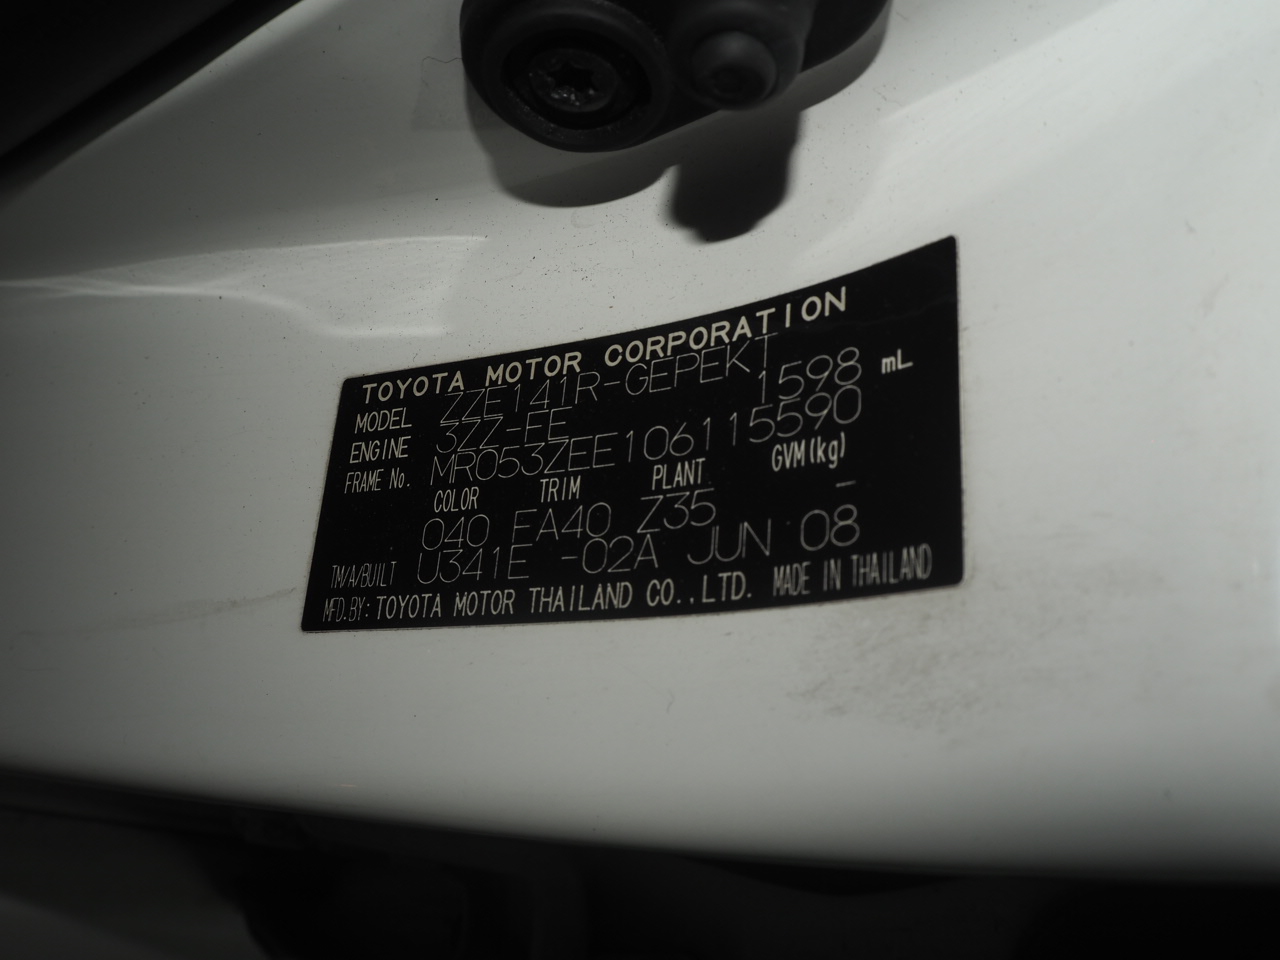 TOYOTA MOTOR CORPORATION
MODEL ZZE141R-GEPEKT
ENGINE 3ZZ-FE 1598 mL
FRAME No. MR053ZEE106115590
COLOR TRIM PLANT GVM(kg)
040 FA40 Z35 -
TM/A/BUILT U341E -02A JUN 08
MFD.BY: TOYOTA MOTOR THAILAND CO.,LTD. MADE IN THAILAND